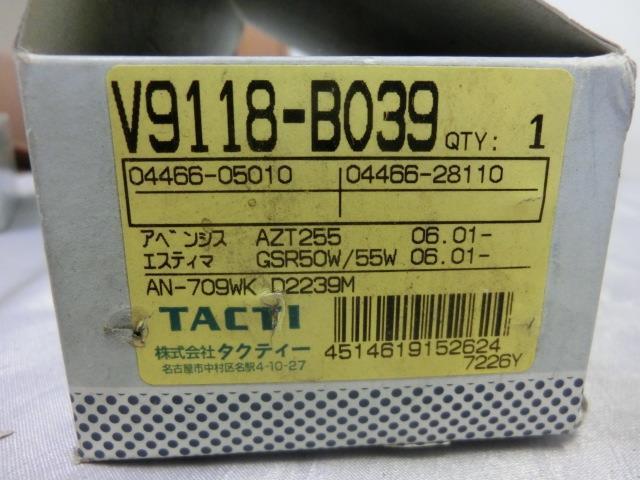 V9118-B039 QTY: 1
04466-05010 04466-28110
ｱﾍﾞﾝｼｽ AZT255 06.01-
ｴｽﾃｨﾏ GSR50W/55W 06.01-
AN-709WK D2239M
TACTI
株式会社タクティー
名古屋市中村区名駅4-10-27
4514619152624
7226Y